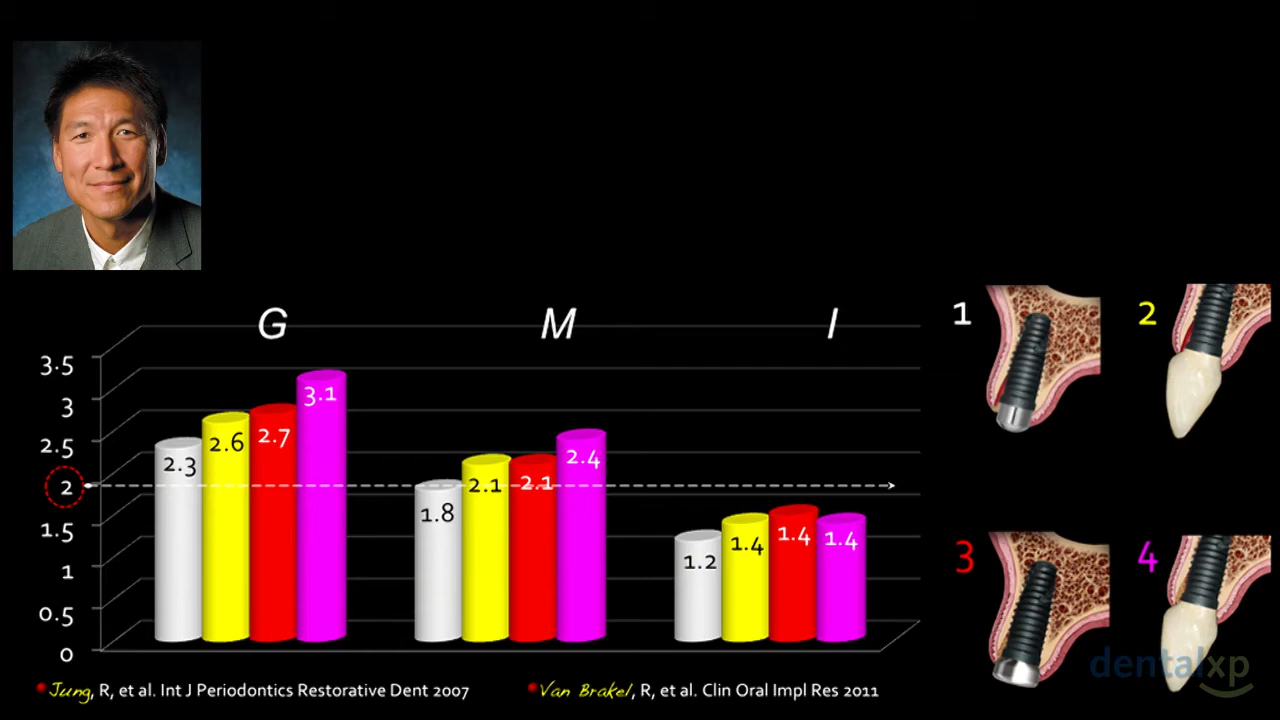 G M I
1 2
3.5
3
2.5
2
1.5
1
0.5
0
2.3 2.6 2.7 3.1
1.8 2.1 2.1 2.4
1.2 1.4 1.4 1.4
3 4
dentalxp
Jung, R, et al. Int J Periodontics Restorative Dent 2007
Van Brakel, R, et al. Clin Oral Impl Res 2011